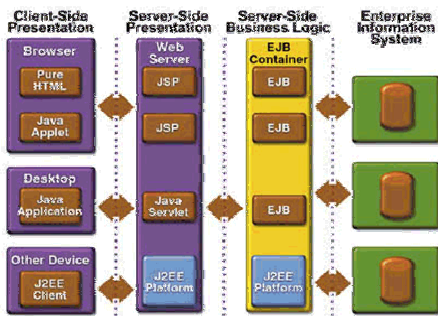 Client-Side
Presentation
Server-Side
Presentation
Server-Side
Business Logic
Enterprise
Information
System
Browser
Pure
HTML
Java
Applet
Desktop
Java
Application
Other Device
J2EE
Client
Web
Server
JSP
JSP
Java
Servlet
J2EE
Platform
EJB
Container
EJB
EJB
EJB
J2EE
Platform